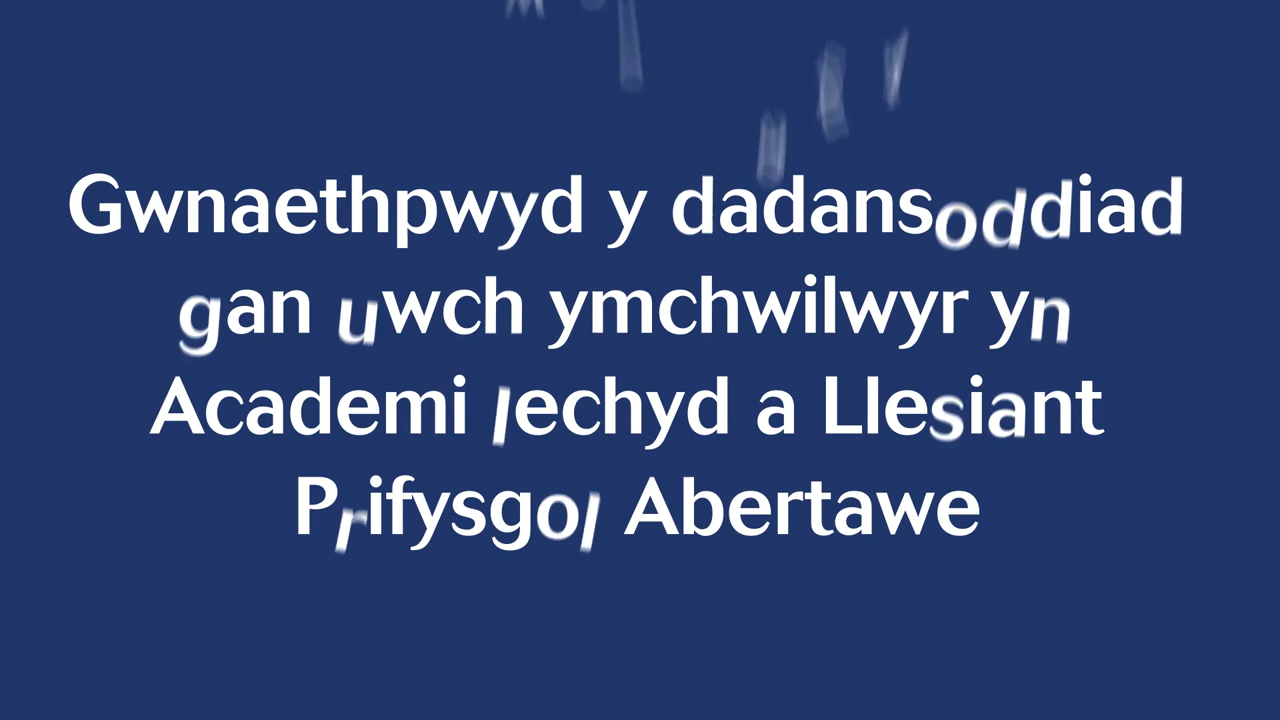 Gwnaethpwyd y dadansoddiad
gan uwch ymchwilwyr yn
Academi Iechyd a Llesiant
Prifysgol Abertawe